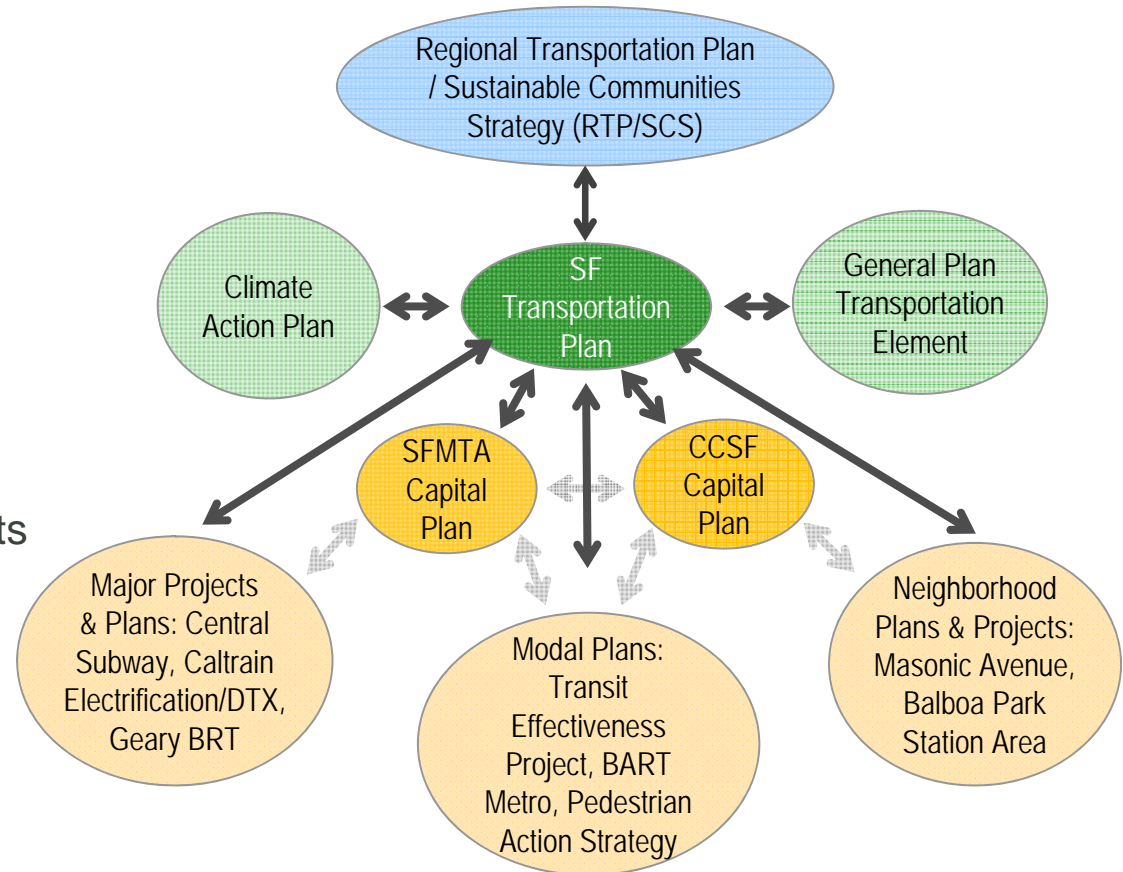 Regional Transportation Plan
/ Sustainable Communities
Strategy (RTP/SCS)
Climate
Action Plan
SF
Transportation
Plan
General Plan
Transportation
Element
SFMTA
Capital
Plan
CCSF
Capital
Plan
ts
Major Projects
& Plans: Central
Subway, Caltrain
Electrification/DTX,
Geary BRT
Modal Plans:
Transit
Effectiveness
Project, BART
Metro, Pedestrian
Action Strategy
Neighborhood
Plans & Projects:
Masonic Avenue,
Balboa Park
Station Area